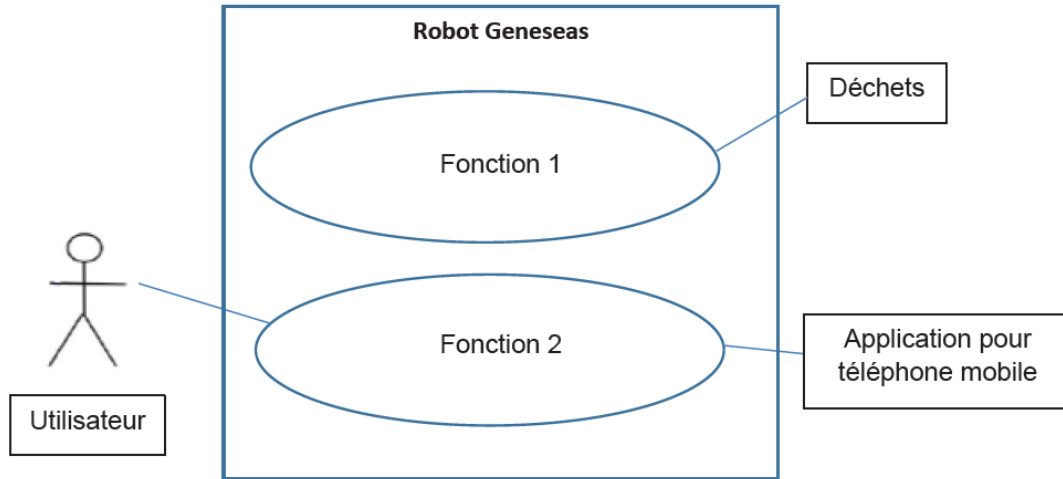 Robot Geneseas
Déchets
Fonction 1
Fonction 2
Application pour
téléphone mobile
Utilisateur